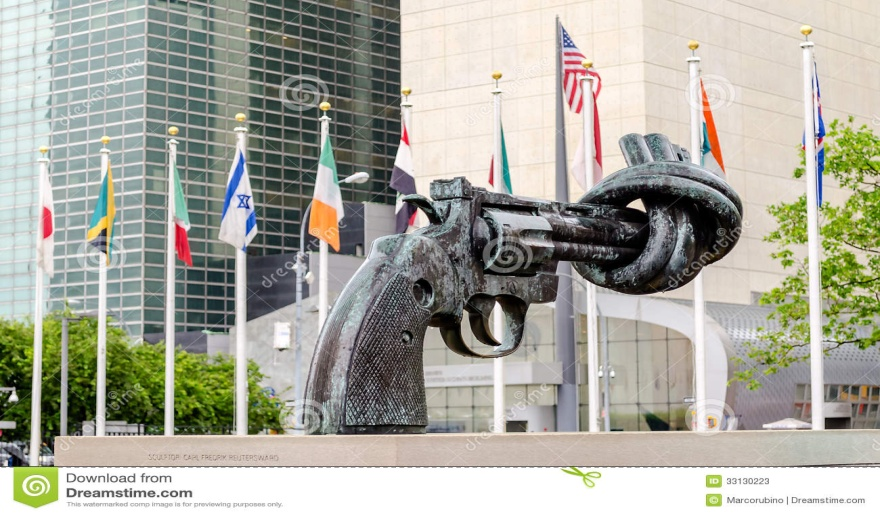 SCULPTOR CARL FREDRIK REUTERSWARD
Download from
Dreamstime.com
This watermarked comp image is for previewing purposes only.
ID 33130223
© Marcorubino | Dreamstime.com